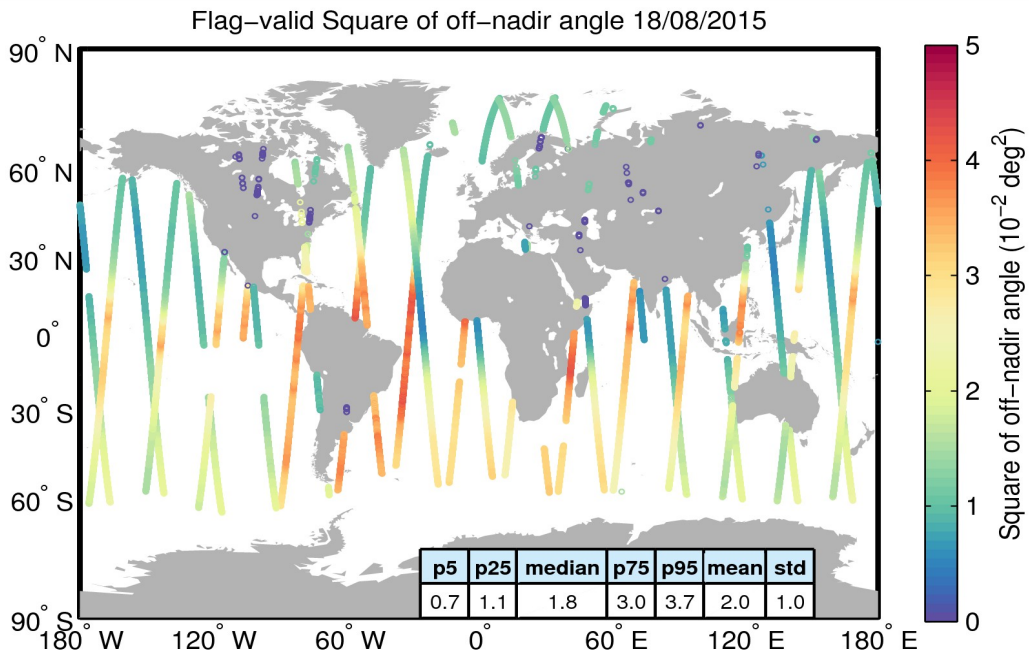 Flag−valid Square of off−nadir angle 18/08/2015
90° N
60° N
30° N
0°
30° S
60° S
90° S
180° W
120° W
60° W
0°
60° E
120° E
180° E
p5 p25 median p75 p95 mean std
0.7 1.1 1.8 3.0 3.7 2.0 1.0
5
4
3
2
1
0
Square of off−nadir angle (10⁻² deg²)